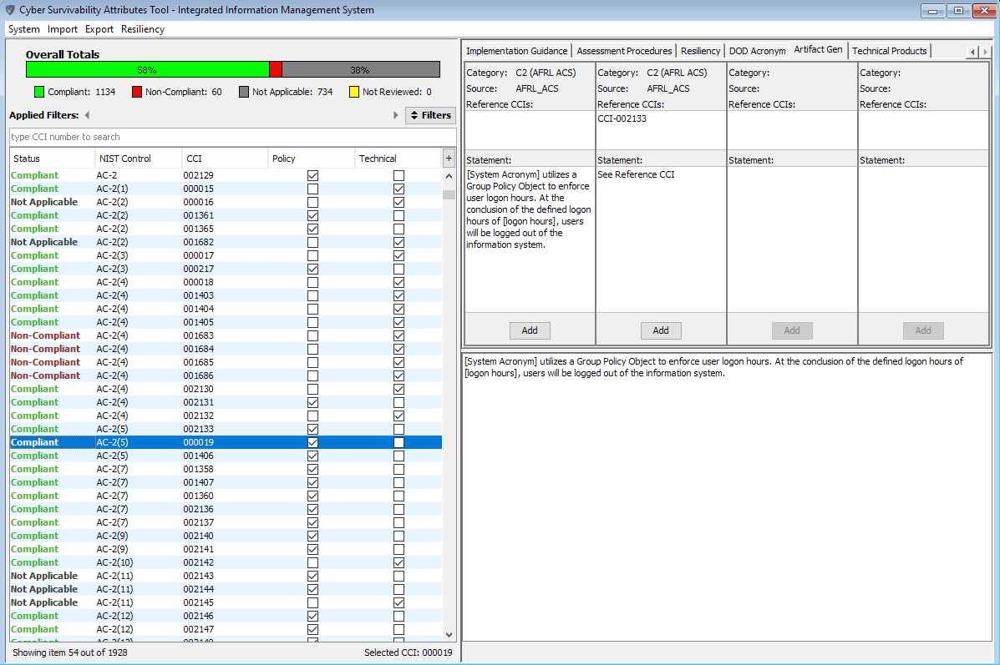 Cyber Survivability Attributes Tool - Integrated Information Management System
System Import Export Resiliency
Overall Totals
58% 38%
Compliant: 1134 Non-Compliant: 60 Not Applicable: 734 Not Reviewed: 0
Applied Filters: Filters
type CCI number to search
Status NIST Control CCI Policy Technical +
Compliant AC-2 002129
Compliant AC-2(1) 000015
Not Applicable AC-2(2) 000016
Compliant AC-2(2) 001361
Compliant AC-2(2) 001365
Not Applicable AC-2(2) 001682
Compliant AC-2(3) 000017
Compliant AC-2(3) 000217
Compliant AC-2(4) 000018
Compliant AC-2(4) 001403
Compliant AC-2(4) 001404
Compliant AC-2(4) 001405
Non-Compliant AC-2(4) 001683
Non-Compliant AC-2(4) 001684
Non-Compliant AC-2(4) 001685
Non-Compliant AC-2(4) 001686
Compliant AC-2(4) 002130
Compliant AC-2(4) 002131
Compliant AC-2(4) 002132
Compliant AC-2(5) 002133
Compliant AC-2(5) 000019
Compliant AC-2(5) 001406
Compliant AC-2(7) 001358
Compliant AC-2(7) 001407
Compliant AC-2(7) 001360
Compliant AC-2(7) 002136
Compliant AC-2(7) 002137
Compliant AC-2(9) 002140
Compliant AC-2(9) 002141
Compliant AC-2(10) 002142
Not Applicable AC-2(11) 002143
Not Applicable AC-2(11) 002144
Not Applicable AC-2(11) 002145
Compliant AC-2(12) 002146
Compliant AC-2(12) 002147
Showing item 54 out of 1928 Selected CCI: 000019
Implementation Guidance Assessment Procedures Resiliency DOD Acronym Artifact Gen Technical Products
Category: C2 (AFRL ACS)
Source: AFRL_ACS
Reference CCIs:
Statement:
[System Acronym] utilizes a
Group Policy Object to enforce
user logon hours. At the
conclusion of the defined logon
hours of [logon hours], users
will be logged out of the
information system.
Add
Category: C2 (AFRL ACS)
Source: AFRL_ACS
Reference CCIs:
CCI-002133
Statement:
See Reference CCI
Add
Category:
Source:
Reference CCIs:
Statement:
Add
Category:
Source:
Reference CCIs:
Statement:
Add
[System Acronym] utilizes a Group Policy Object to enforce user logon hours. At the conclusion of the defined logon hours of
[logon hours], users will be logged out of the information system.